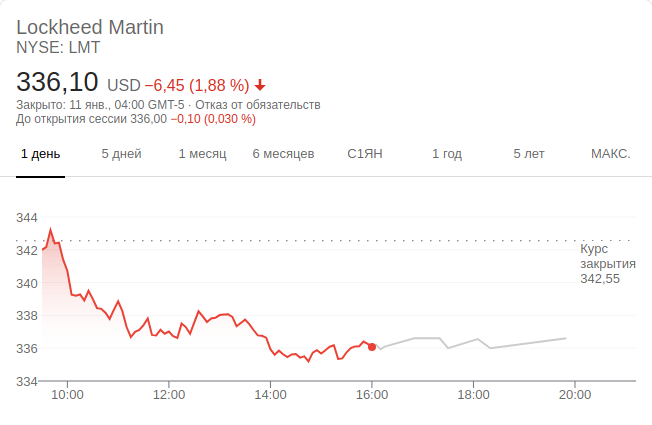 Lockheed Martin
NYSE: LMT
336,10 USD −6,45 (1,88 %)
Закрыто: 11 янв., 04:00 GMT-5 · Отказ от обязательств
До открытия сессии 336,00 −0,10 (0,030 %)
1 день 5 дней 1 месяц 6 месяцев С1ЯН 1 год 5 лет МАКС.
344
342
340
338
336
334
Курс
закрытия
342,55
10:00 12:00 14:00 16:00 18:00 20:00